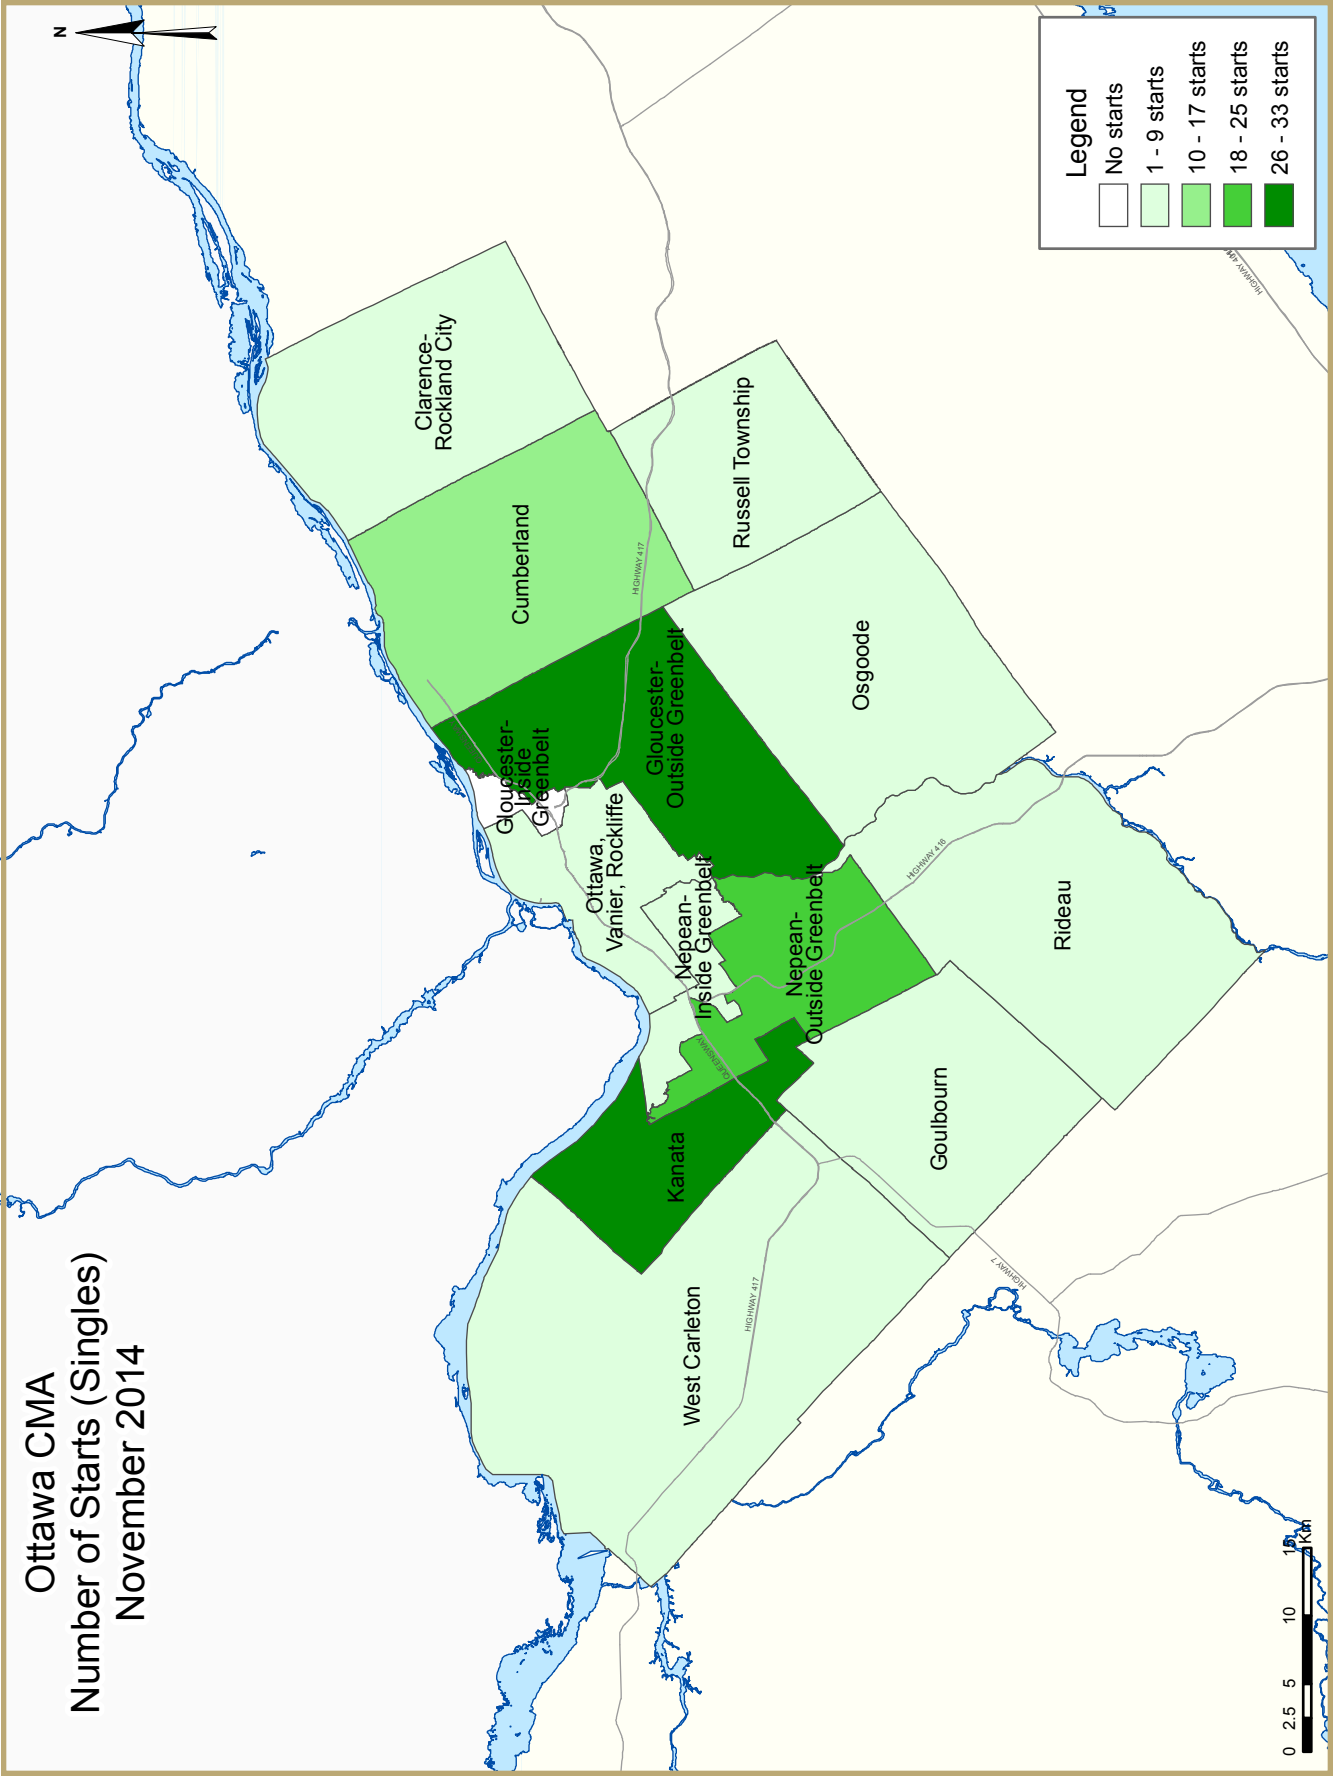 Ottawa CMA
Number of Starts (Singles)
November 2014
N
Clarence-
Rockland City
Cumberland
Russell Township
HIGHWAY 417
Gloucester-
Inside
Greenbelt
Gloucester-
Outside Greenbelt
Osgoode
Ottawa,
Vanier, Rockliffe
Nepean-
Inside Greenbelt
Nepean-
Outside Greenbelt
QUEENSWAY
HIGHWAY 416
Rideau
Kanata
Goulbourn
West Carleton
HIGHWAY 417
HIGHWAY 7
Legend
No starts
1 - 9 starts
10 - 17 starts
18 - 25 starts
26 - 33 starts
0 2.5 5 10 15
Km